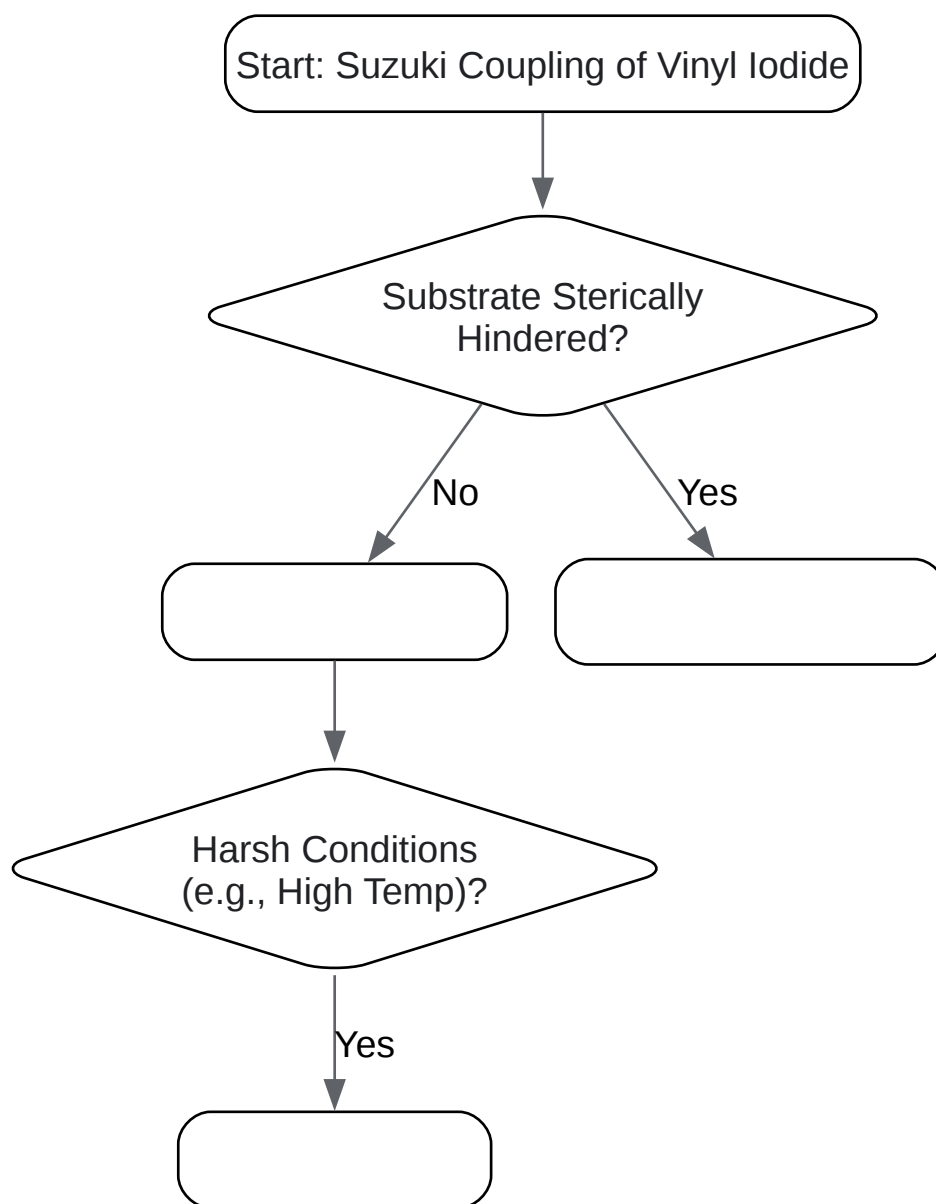 Start: Suzuki Coupling of Vinyl Iodide
Substrate Sterically
Hindered?
No
Yes
Harsh Conditions
(e.g., High Temp)?
Yes